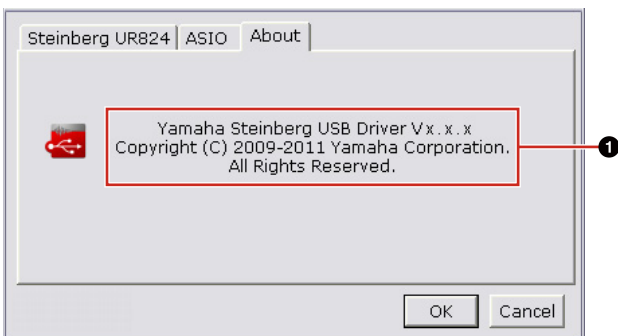 Steinberg UR824 ASIO About
Yamaha Steinberg USB Driver Vx.x.x
Copyright (C) 2009-2011 Yamaha Corporation.
All Rights Reserved.
1
OK Cancel